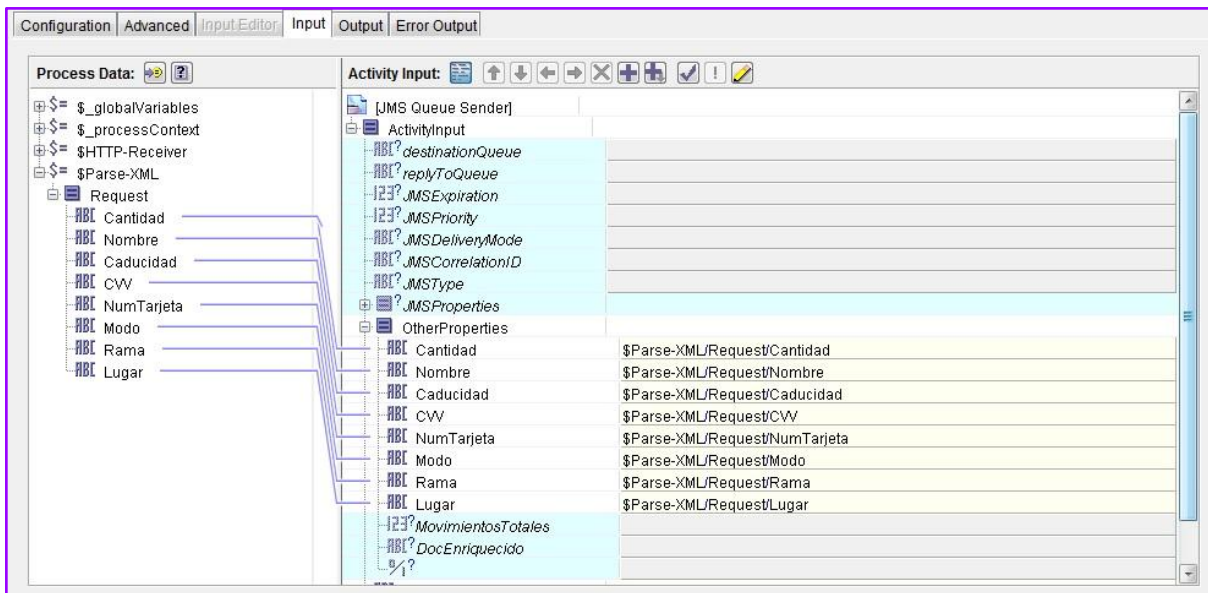 Configuration Advanced Input Editor Input Output Error Output
Process Data:
$_globalVariables
$_processContext
$HTTP-Receiver
$Parse-XML
Request
Cantidad
Nombre
Caducidad
CVV
NumTarjeta
Modo
Rama
Lugar
Activity Input:
[JMS Queue Sender]
ActivityInput
destinationQueue
replyToQueue
JMSExpiration
JMSPriority
JMSDeliveryMode
JMSCorrelationID
JMSType
JMSProperties
OtherProperties
Cantidad $Parse-XML/Request/Cantidad
Nombre $Parse-XML/Request/Nombre
Caducidad $Parse-XML/Request/Caducidad
CVV $Parse-XML/Request/CVV
NumTarjeta $Parse-XML/Request/NumTarjeta
Modo $Parse-XML/Request/Modo
Rama $Parse-XML/Request/Rama
Lugar $Parse-XML/Request/Lugar
MovimientosTotales
DocEnriquecido